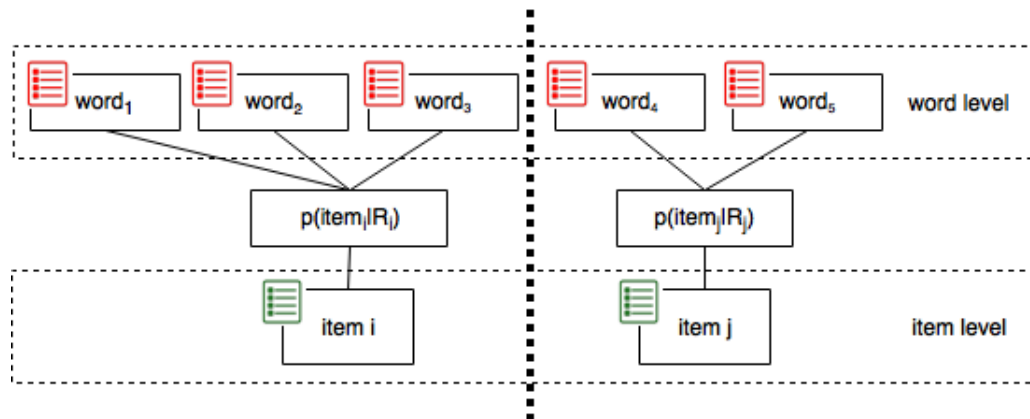 word₁ word₂ word₃ word₄ word₅ word level
p(itemᵢ|Rᵢ) p(itemⱼ|Rⱼ)
item i item j item level